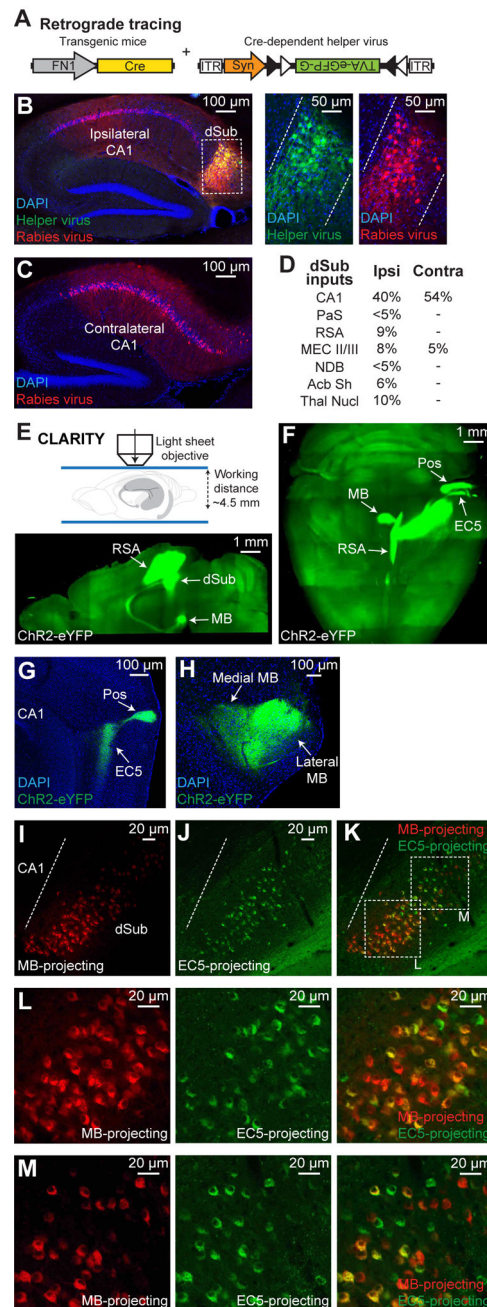 A Retrograde tracing
Transgenic mice
+
Cre-dependent helper virus
FN1
Cre
ITR
Syn
TVA-eGFP-G
ITR
B
100 µm
Ipsilateral
CA1
dSub
DAPI
Helper virus
Rabies virus
50 µm
DAPI
Helper virus
50 µm
DAPI
Rabies virus
C
100 µm
Contralateral
CA1
DAPI
Rabies virus
D dSub inputs Ipsi Contra
CA1 40% 54%
PaS <5% -
RSA 9% -
MEC II/III 8% 5%
NDB <5% -
Acb Sh 6% -
Thal Nucl 10% -
E CLARITY
Light sheet
objective
Working
distance
~4.5 mm
1 mm
RSA
dSub
MB
ChR2-eYFP
F
1 mm
Pos
MB
EC5
RSA
ChR2-eYFP
G
100 µm
CA1
Pos
EC5
DAPI
ChR2-eYFP
H
100 µm
Medial MB
Lateral
MB
DAPI
ChR2-eYFP
I
20 µm
CA1
dSub
MB-projecting
J
20 µm
EC5-projecting
K
MB-projecting
EC5-projecting
M
L
20 µm
L
20 µm
MB-projecting
20 µm
EC5-projecting
20 µm
MB-projecting
EC5-projecting
M
20 µm
MB-projecting
20 µm
EC5-projecting
20 µm
MB-projecting
EC5-projecting